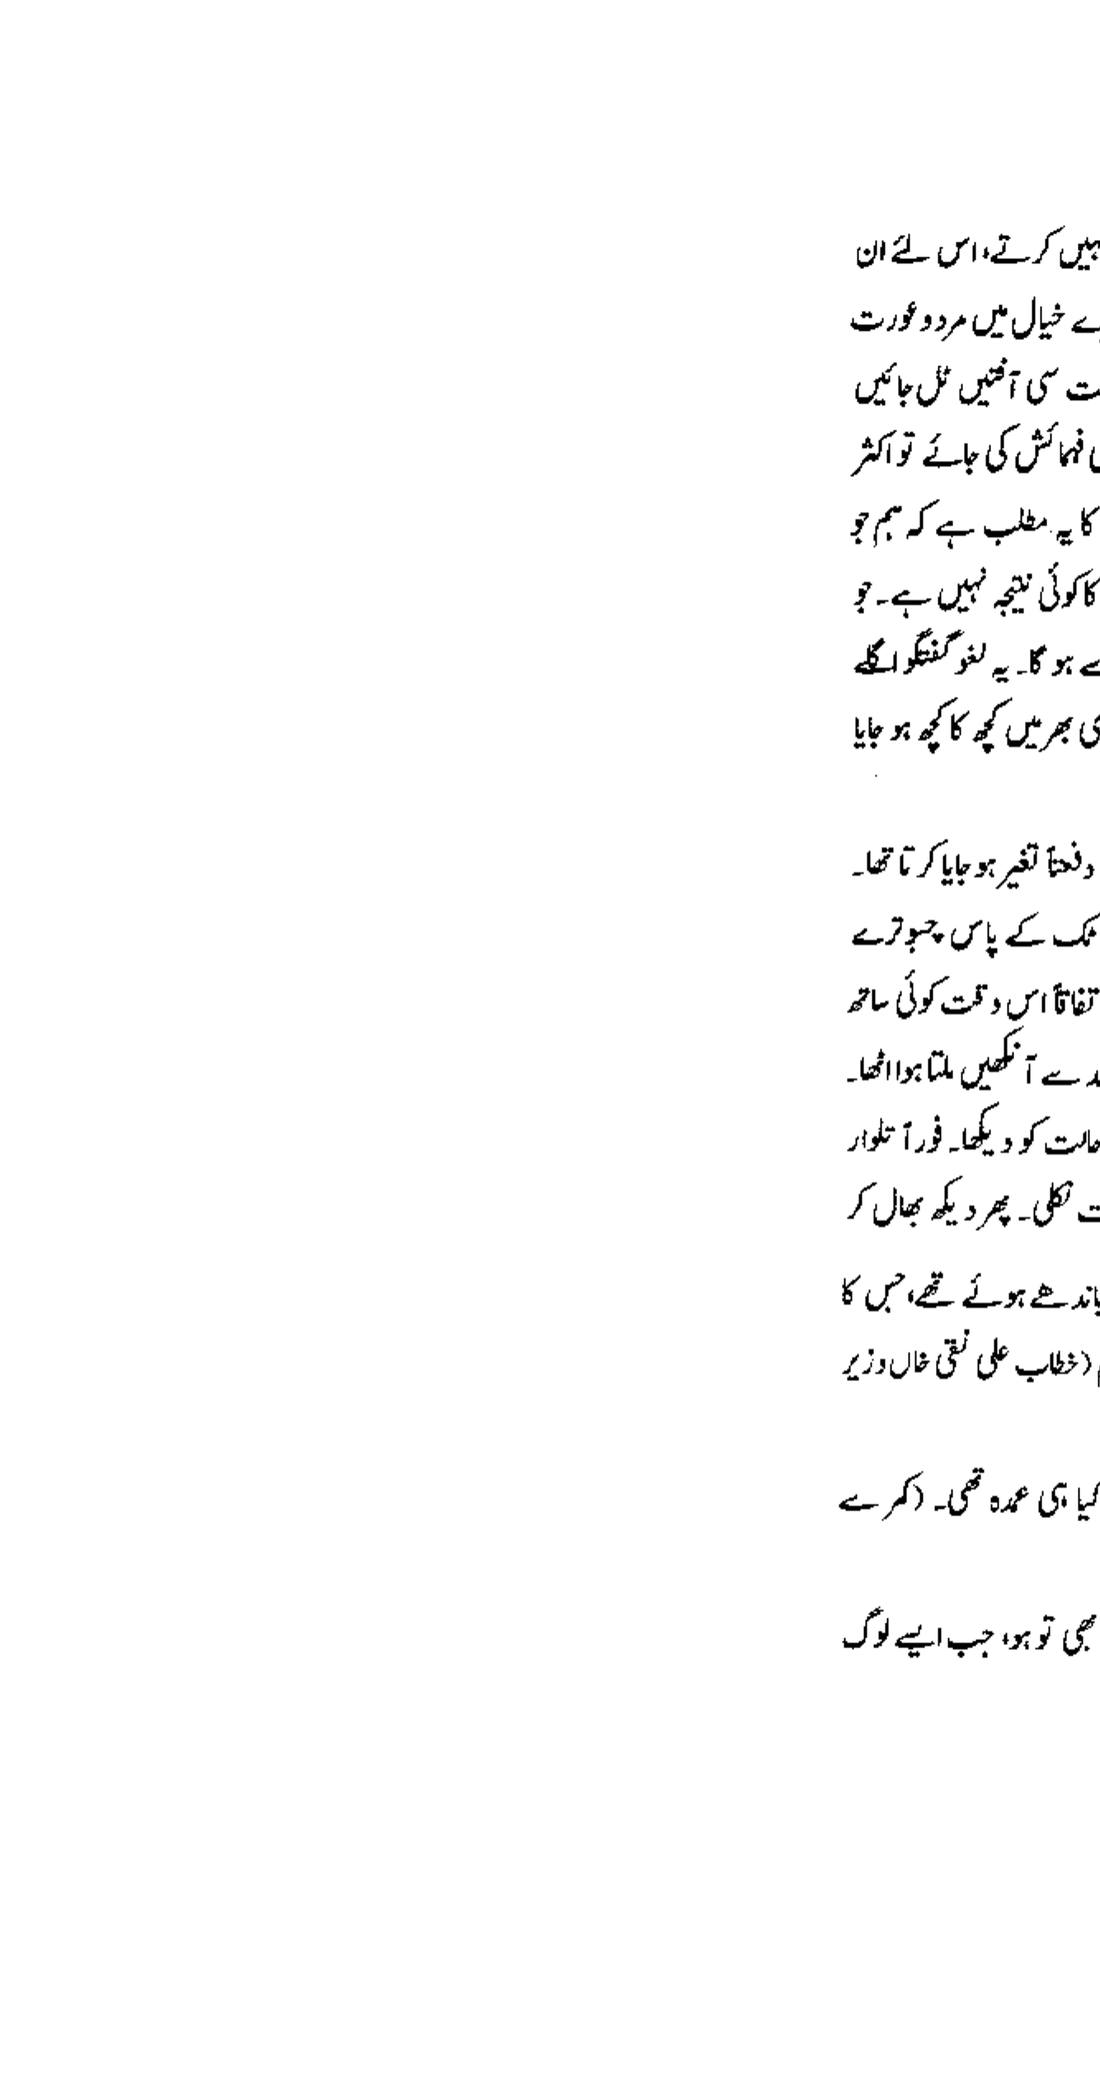 کرتے، اس لئے ان
خیال میں مرد و عورت
سی آفتیں ٹل جائیں
فہمائش کی جائے تو اکثر
کا یہ مطلب ہے کہ ہم جو
کا کوئی نتیجہ نہیں ہے۔ جو
ہو گا۔ یہ لغو گفتگو اگلے
بھر میں کچھ کا کچھ ہو جایا
دفعتاً تغیر ہو جایا کرتا تھا۔
کے پاس چبوترے
اس وقت کوئی ساتھ
سے آنکھیں ملتا ہوا اٹھا۔
حالت کو دیکھا۔ فوراً تلوار
نکلی۔ پھر دیکھ بھال کر
باندھے ہوئے تھے، جس کا
(خطاب علی نقی خاں وزیر
کیا ہی عمدہ تھی۔ (کمر سے
بھی تو ہو، جب ایسے لوگ